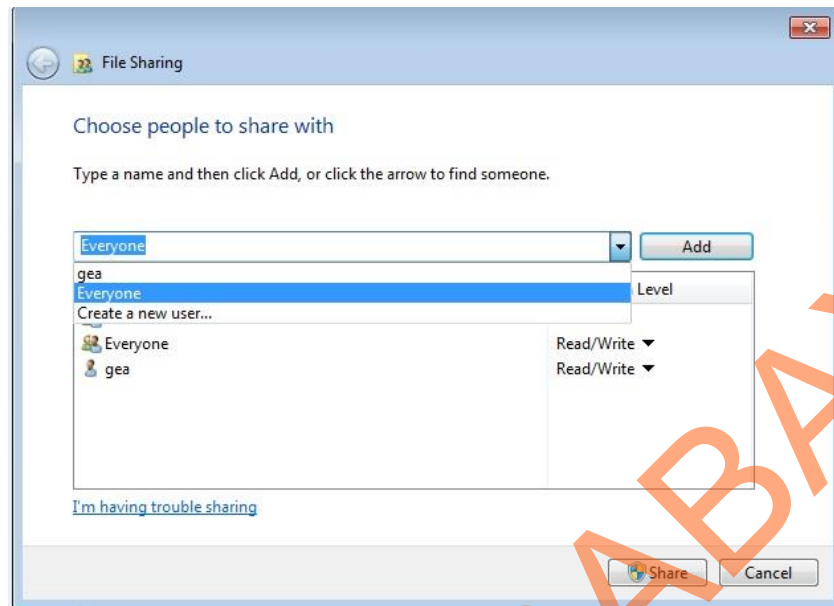 File Sharing
Choose people to share with
Type a name and then click Add, or click the arrow to find someone.
Everyone
Add
gea
Everyone
Level
Create a new user...
Everyone Read/Write
gea Read/Write
I'm having trouble sharing
Share Cancel
ABA